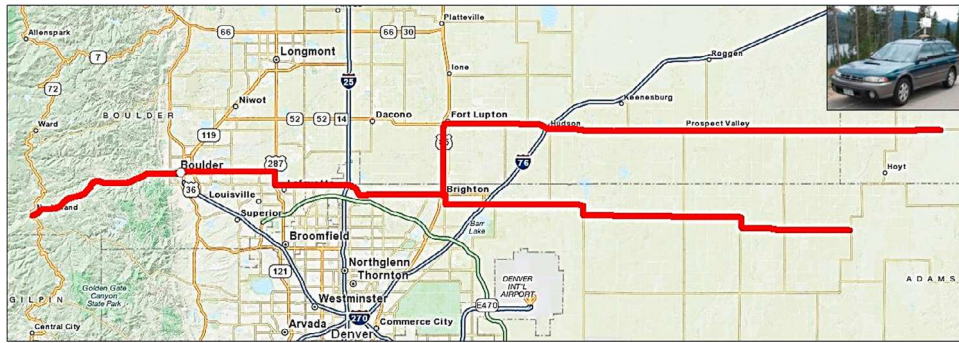 Platteville
Allenspark
66
66
30
Longmont
Roggen
7
25
Ione
72
Niwot
Keenesburg
BOULDER
52
52
14
Dacono
Fort Lupton
Hudson
Prospect Valley
Ward
119
76
287
Boulder
Hoyt
36
Lafayette
Louisville
Brighton
Superior
Barr
Lake
Broomfield
121
Northglenn
Thornton
DENVER
INT'L
AIRPORT
ADAMS
GILPIN
Golden Gate
Canyon
State Park
E470
Westminster
270
Commerce City
Central City
Arvada
Denver